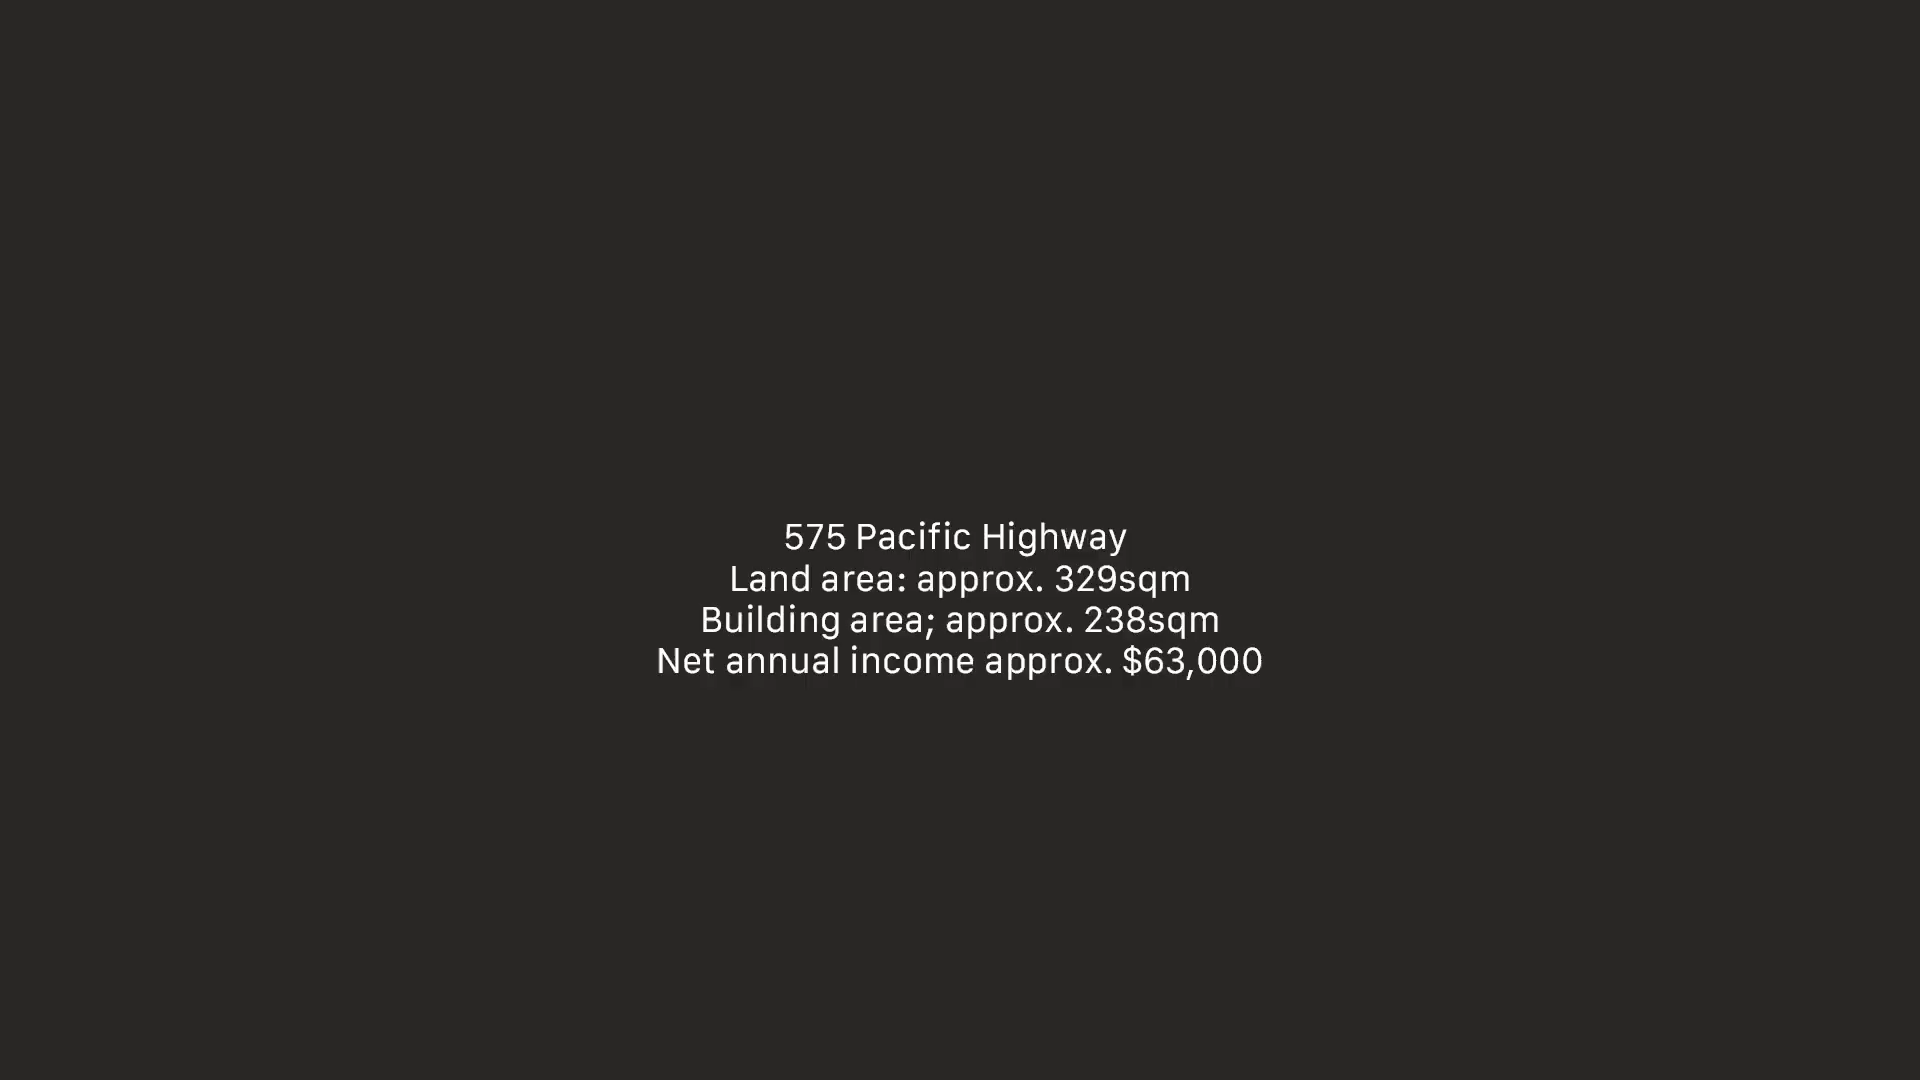 575 Pacific Highway
Land area: approx. 329sqm
Building area; approx. 238sqm
Net annual income approx. $63,000